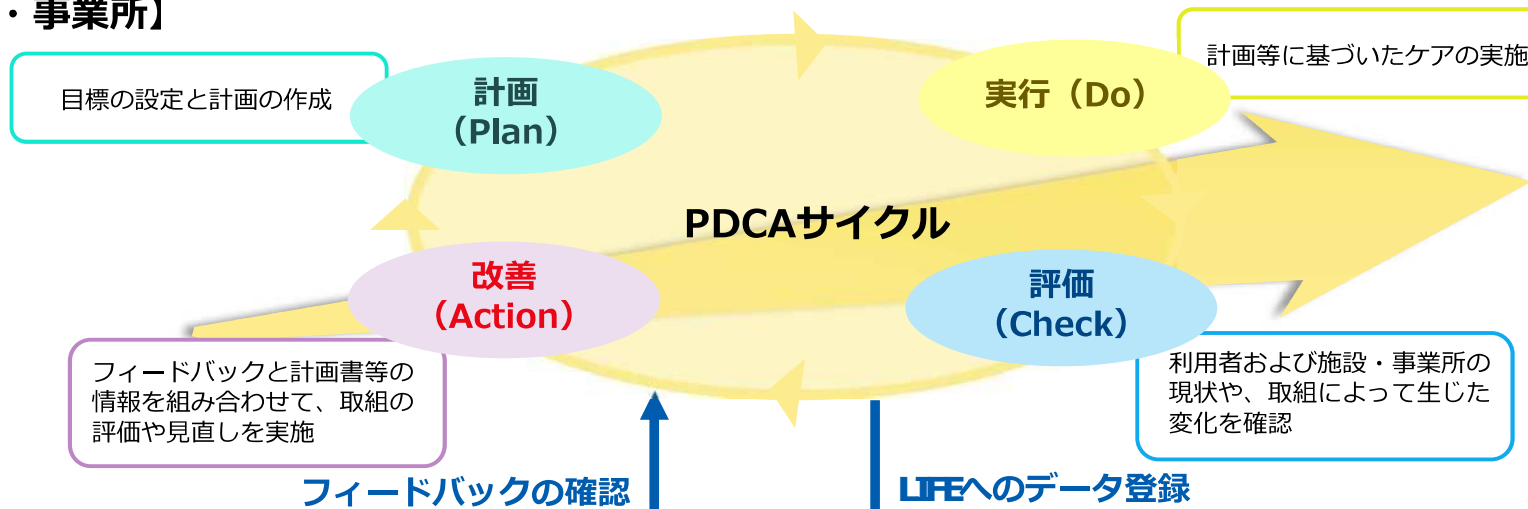 ・事業所】
目標の設定と計画の作成
計画
（Plan）
実行（Do）
計画等に基づいたケアの実施
PDCAサイクル
改善
（Action）
評価
（Check）
フィードバックと計画書等の
情報を組み合わせて、取組の
評価や見直しを実施
利用者および施設・事業所の
現状や、取組によって生じた
変化を確認
フィードバックの確認
LIFEへのデータ登録